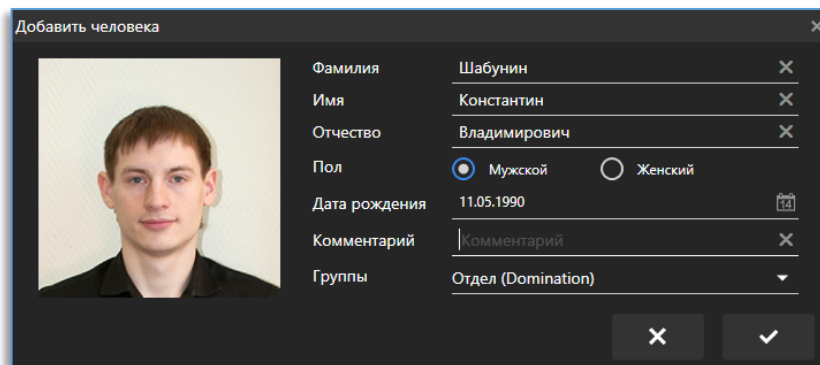 Добавить человека
Фамилия Шабунин
Имя Константин
Отчество Владимирович
Пол Мужской Женский
Дата рождения 11.05.1990 14
Комментарий Комментарий
Группы Отдел (Domination)